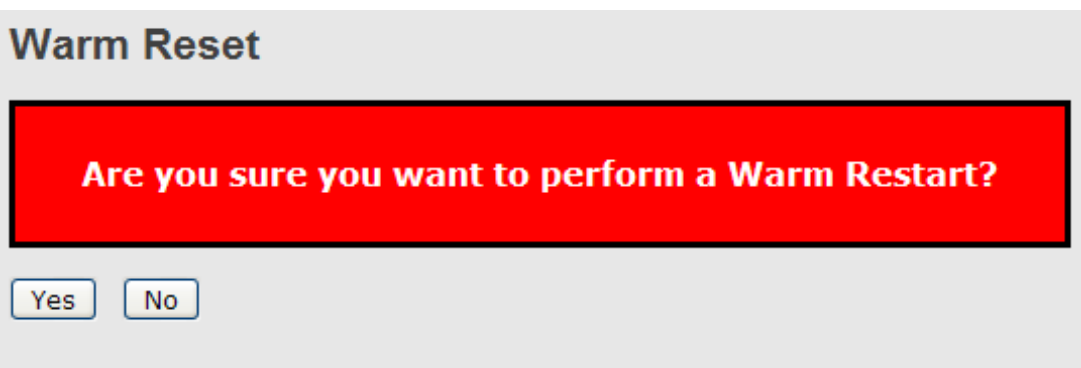 Warm Reset
Are you sure you want to perform a Warm Restart?
Yes No